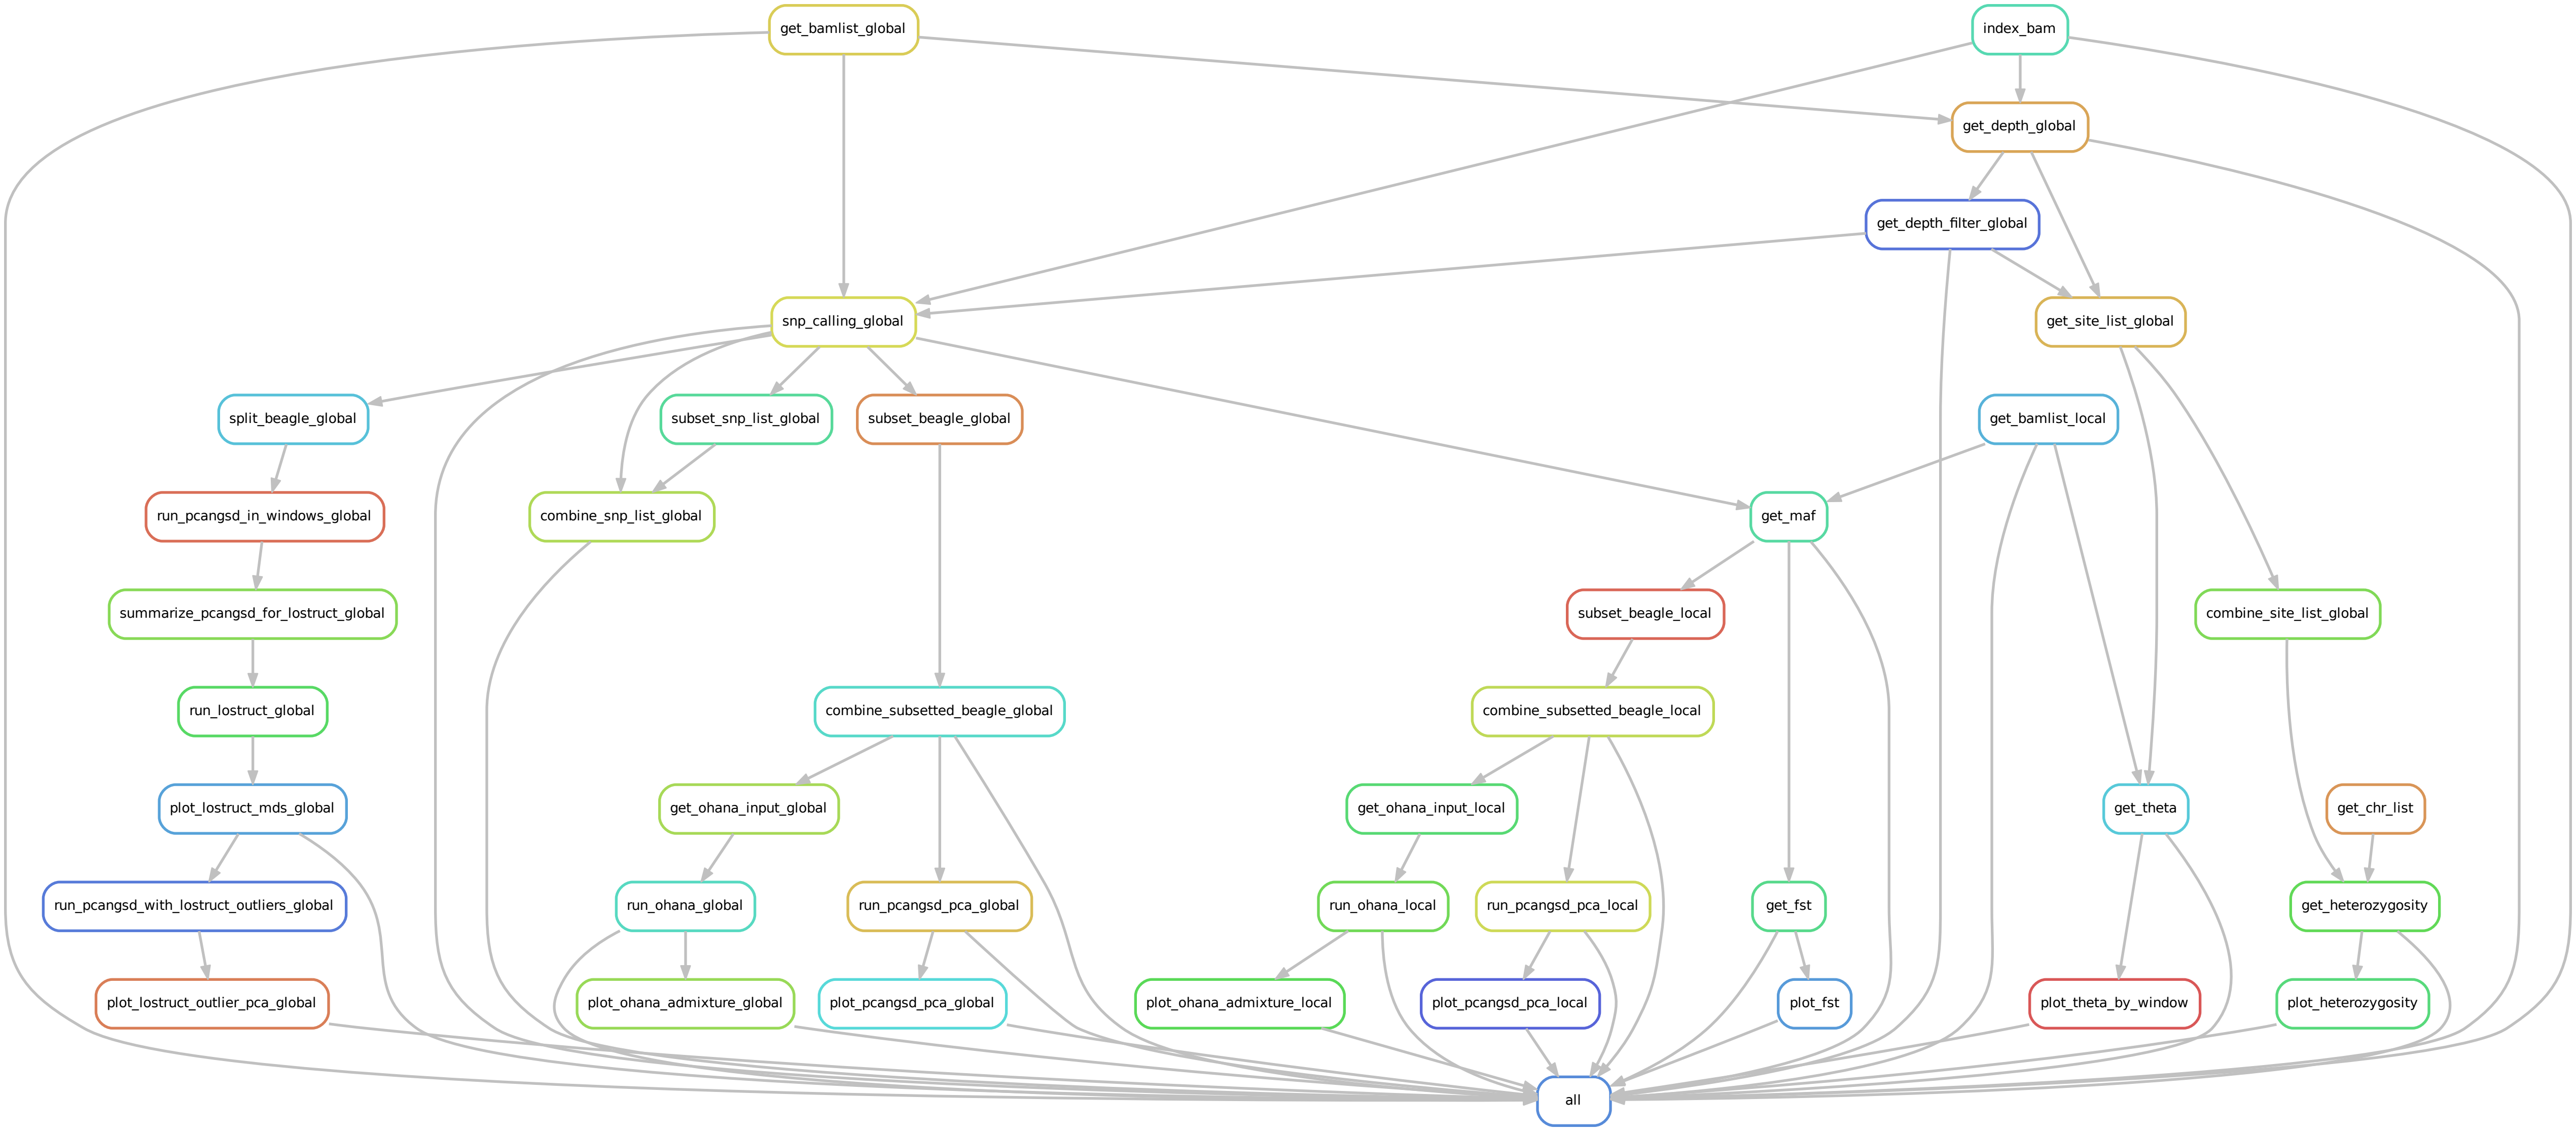 get_bamlist_global
index_bam
get_depth_global
get_depth_filter_global
snp_calling_global
get_site_list_global
split_beagle_global
subset_snp_list_global
subset_beagle_global
get_bamlist_local
run_pcangsd_in_windows_global
combine_snp_list_global
get_maf
summarize_pcangsd_for_lostruct_global
subset_beagle_local
combine_site_list_global
run_lostruct_global
combine_subsetted_beagle_global
combine_subsetted_beagle_local
plot_lostruct_mds_global
get_ohana_input_global
get_ohana_input_local
get_theta
get_chr_list
run_pcangsd_with_lostruct_outliers_global
run_ohana_global
run_pcangsd_pca_global
run_ohana_local
run_pcangsd_pca_local
get_fst
get_heterozygosity
plot_lostruct_outlier_pca_global
plot_ohana_admixture_global
plot_pcangsd_pca_global
plot_ohana_admixture_local
plot_pcangsd_pca_local
plot_fst
plot_theta_by_window
plot_heterozygosity
all